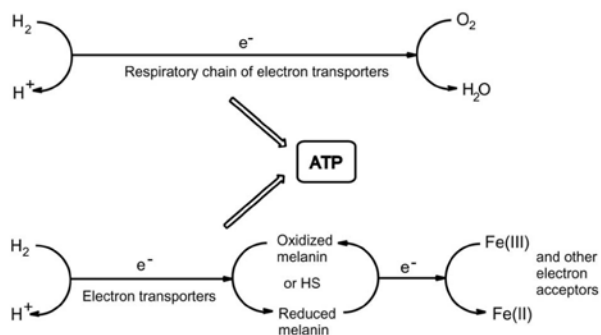 H2
e-
O2
Respiratory chain of electron transporters
H+
H2O
ATP
H2
e-
Oxidized
melanin
or HS
Reduced
melanin
e-
Fe(III)
and other
electron
acceptors
Electron transporters
H+
Fe(II)